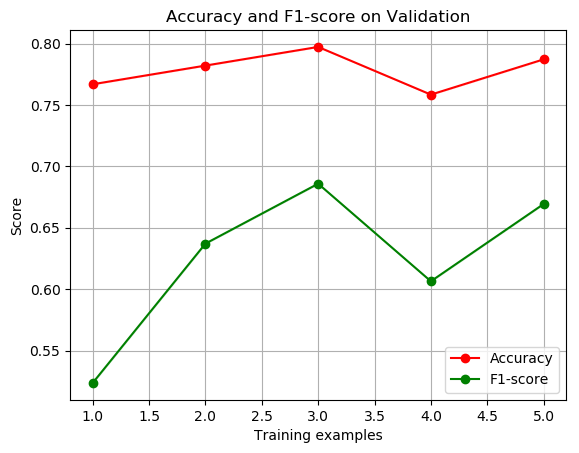 Accuracy and F1-score on Validation
Score
0.80
0.75
0.70
0.65
0.60
0.55
Accuracy
F1-score
1.0 1.5 2.0 2.5 3.0 3.5 4.0 4.5 5.0
Training examples